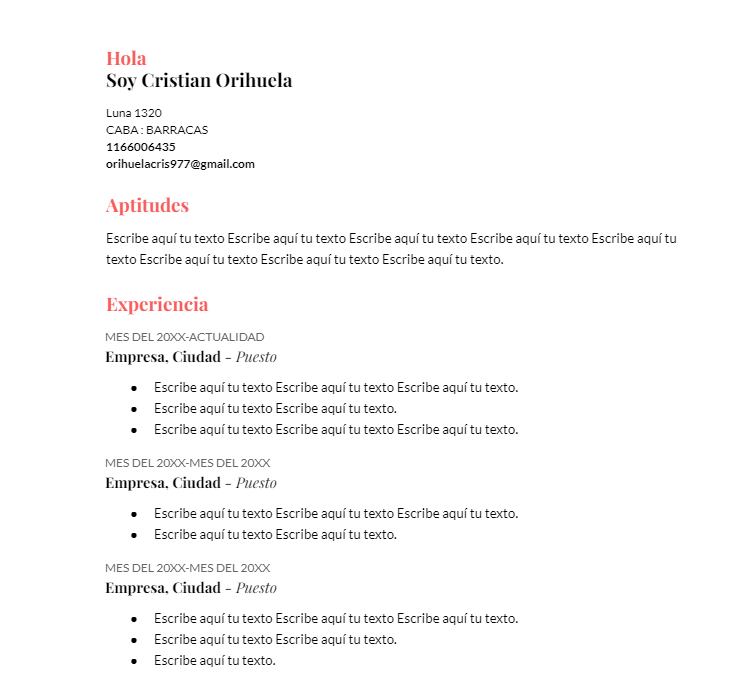 Hola
Soy Cristian Orihuela
Luna 1320
CABA : BARRACAS
1166006435
orihuelacris977@gmail.com
Aptitudes
Escribe aquí tu texto Escribe aquí tu texto Escribe aquí tu texto Escribe aquí tu texto Escribe aquí tu
texto Escribe aquí tu texto Escribe aquí tu texto Escribe aquí tu texto.
Experiencia
MES DEL 20XX-ACTUALIDAD
Empresa, Ciudad - Puesto
● Escribe aquí tu texto Escribe aquí tu texto Escribe aquí tu texto.
● Escribe aquí tu texto Escribe aquí tu texto.
● Escribe aquí tu texto Escribe aquí tu texto Escribe aquí tu texto.
MES DEL 20XX-MES DEL 20XX
Empresa, Ciudad - Puesto
● Escribe aquí tu texto Escribe aquí tu texto Escribe aquí tu texto.
● Escribe aquí tu texto Escribe aquí tu texto.
MES DEL 20XX-MES DEL 20XX
Empresa, Ciudad - Puesto
● Escribe aquí tu texto Escribe aquí tu texto Escribe aquí tu texto.
● Escribe aquí tu texto Escribe aquí tu texto.
● Escribe aquí tu texto.